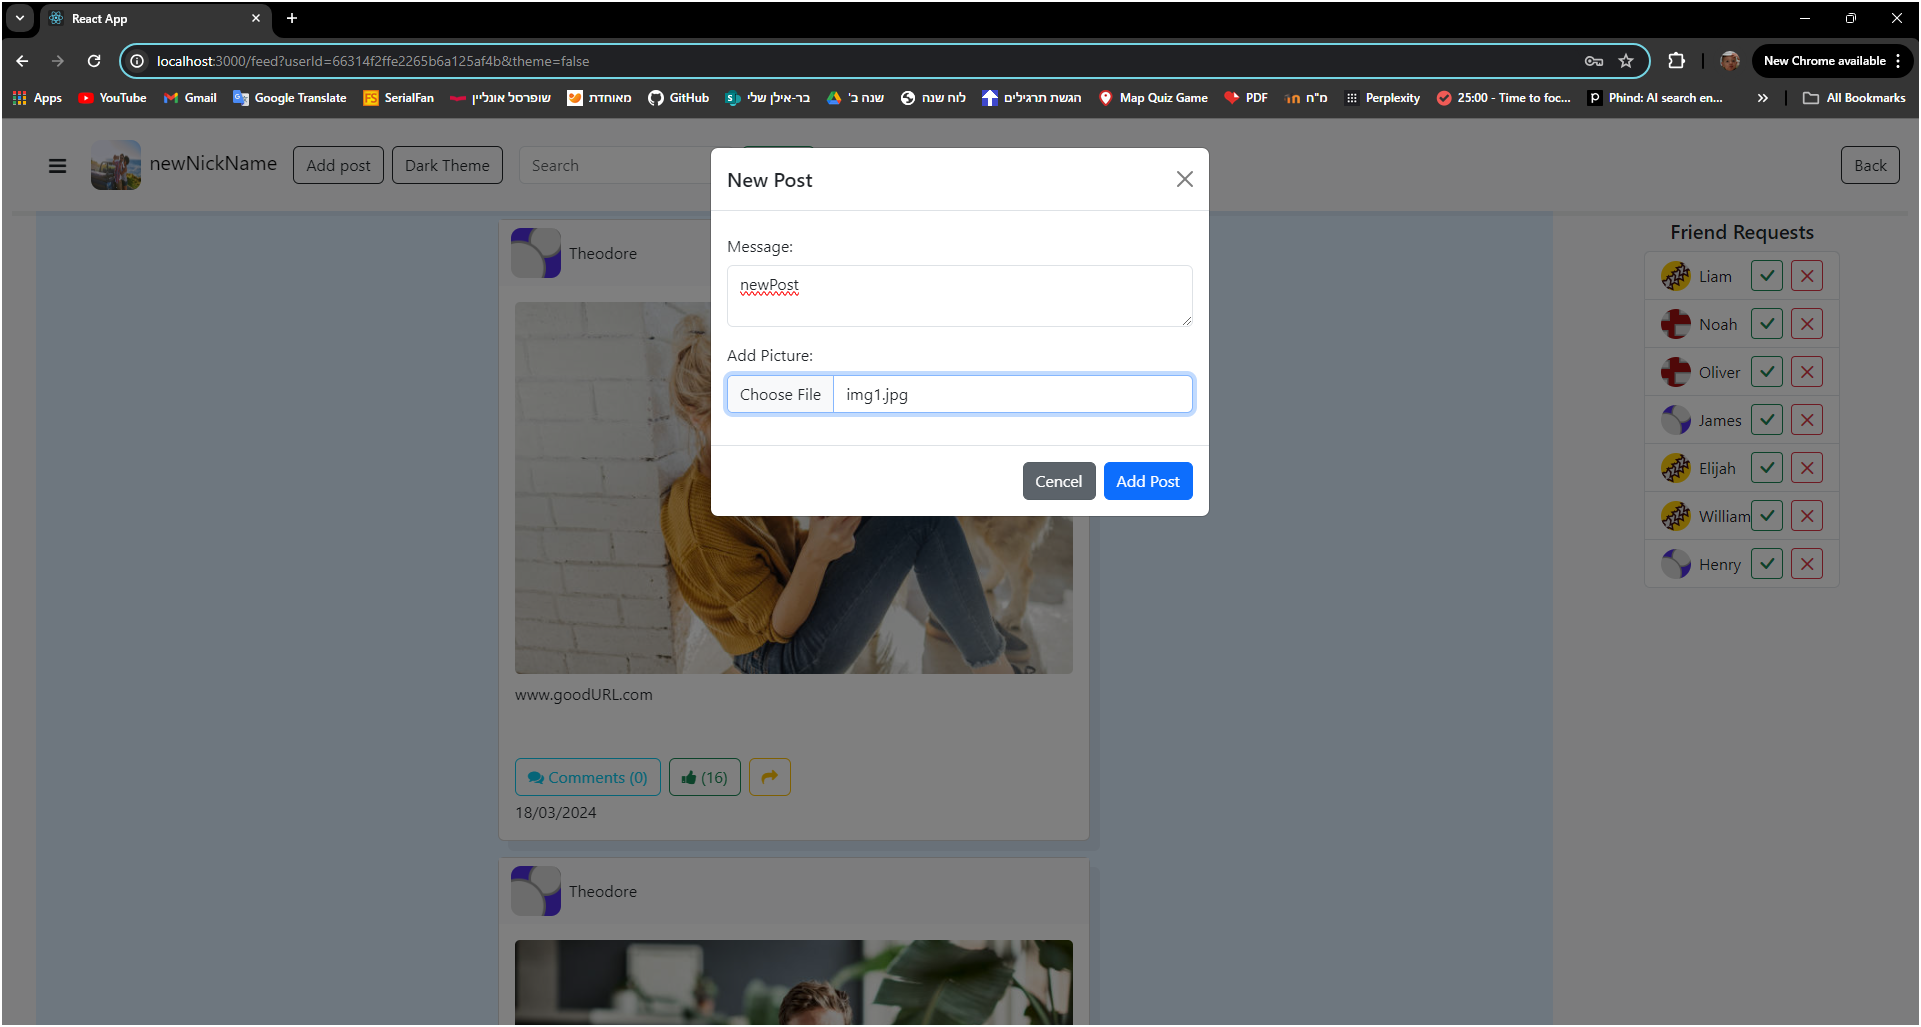 React App
localhost:3000/feed?userId=66314f2ffe2265b6a125af4b&theme=false
New Chrome available
Apps YouTube Gmail Google Translate SerialFan שופרסל אונליין מאוחדת GitHub בר-אילן שלי שנה ב' לוח שנה הגשת תרגילים Map Quiz Game PDF מ"ח Perplexity 25:00 - Time to foc... Phind: AI search en... » All Bookmarks
newNickName Add post Dark Theme Search Back
New Post
Message:
newPost
Add Picture:
Choose File img1.jpg
Cencel Add Post
Theodore
www.goodURL.com
Comments (0) (16)
18/03/2024
Theodore
Friend Requests
Liam
Noah
Oliver
James
Elijah
William
Henry